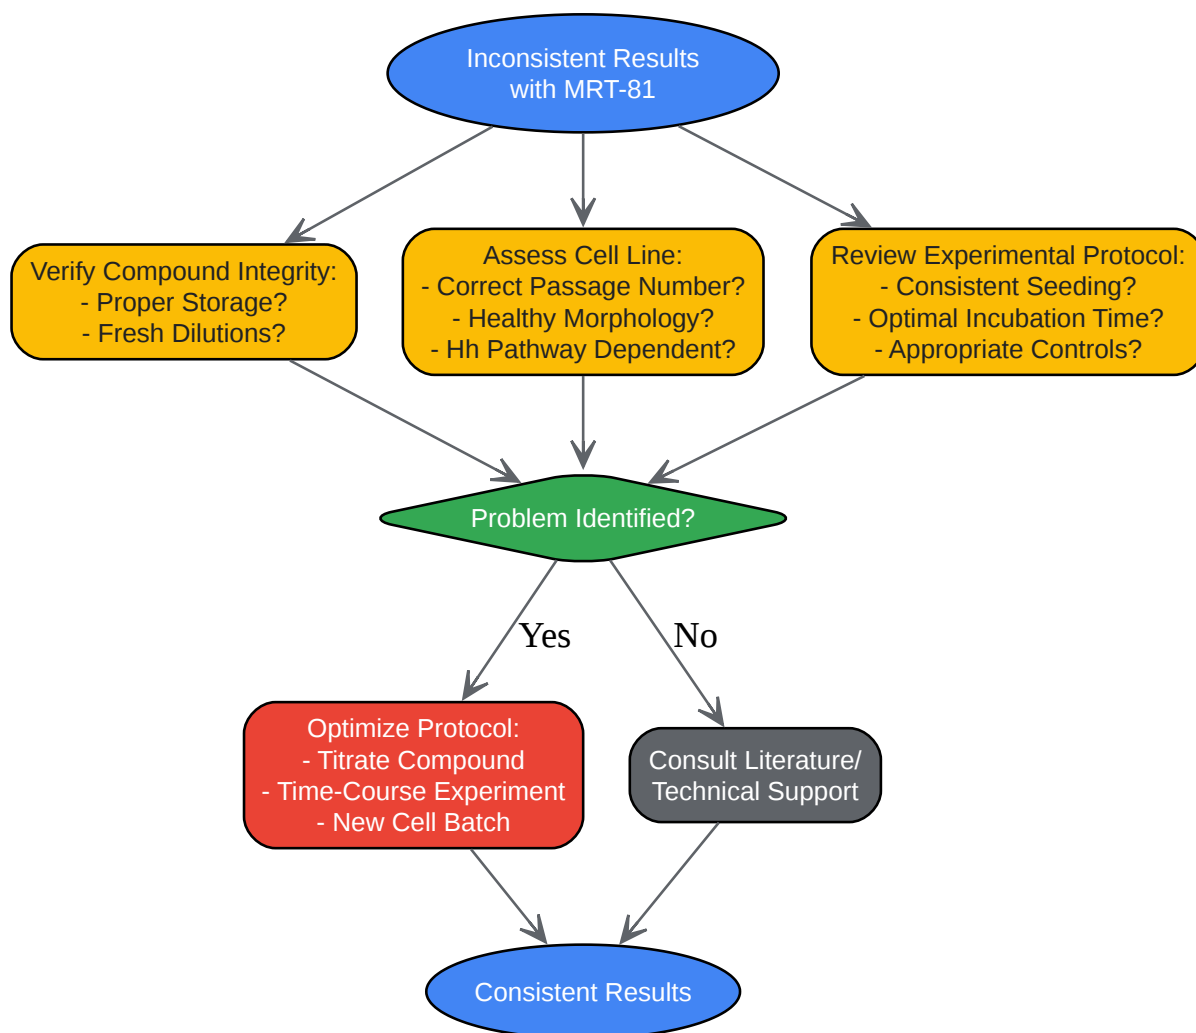 Inconsistent Results
with MRT-81
Verify Compound Integrity:
- Proper Storage?
- Fresh Dilutions?
Assess Cell Line:
- Correct Passage Number?
- Healthy Morphology?
- Hh Pathway Dependent?
Review Experimental Protocol:
- Consistent Seeding?
- Optimal Incubation Time?
- Appropriate Controls?
Problem Identified?
Yes
No
Optimize Protocol:
- Titrate Compound
- Time-Course Experiment
- New Cell Batch
Consult Literature/
Technical Support
Consistent Results